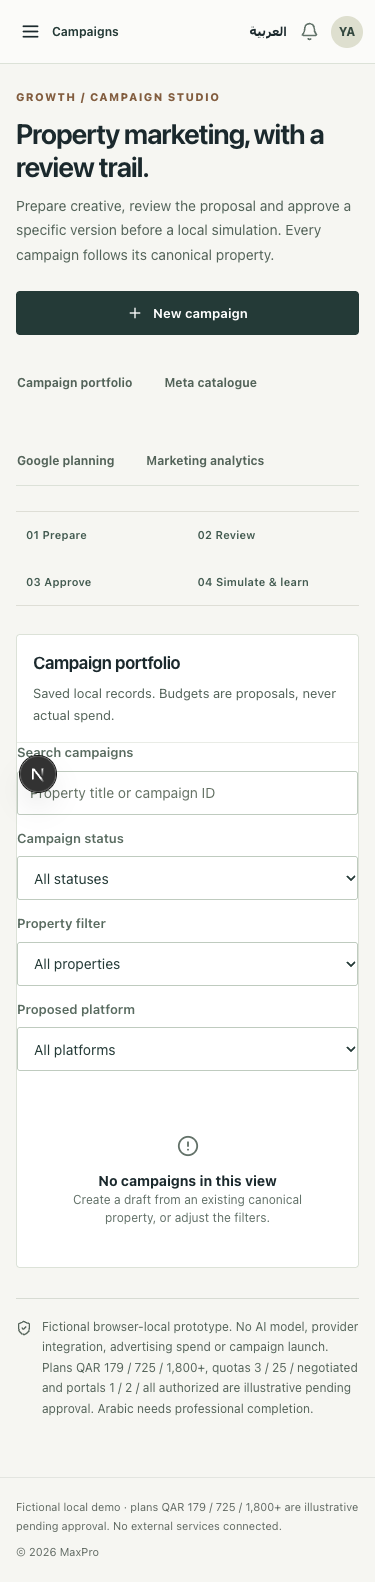 Campaigns
العربية
YA
GROWTH / CAMPAIGN STUDIO
Property marketing, with a
review trail.
Prepare creative, review the proposal and approve a
specific version before a local simulation. Every
campaign follows its canonical property.
New campaign
Campaign portfolio Meta catalogue
Google planning Marketing analytics
01 Prepare 02 Review
03 Approve 04 Simulate & learn
Campaign portfolio
Saved local records. Budgets are proposals, never
actual spend.
Search campaigns
N
Property title or campaign ID
Campaign status
All statuses
Property filter
All properties
Proposed platform
All platforms
No campaigns in this view
Create a draft from an existing canonical
property, or adjust the filters.
Fictional browser-local prototype. No AI model, provider
integration, advertising spend or campaign launch.
Plans QAR 179 / 725 / 1,800+, quotas 3 / 25 / negotiated
and portals 1 / 2 / all authorized are illustrative pending
approval. Arabic needs professional completion.
Fictional local demo · plans QAR 179 / 725 / 1,800+ are illustrative
pending approval. No external services connected.
© 2026 MaxPro